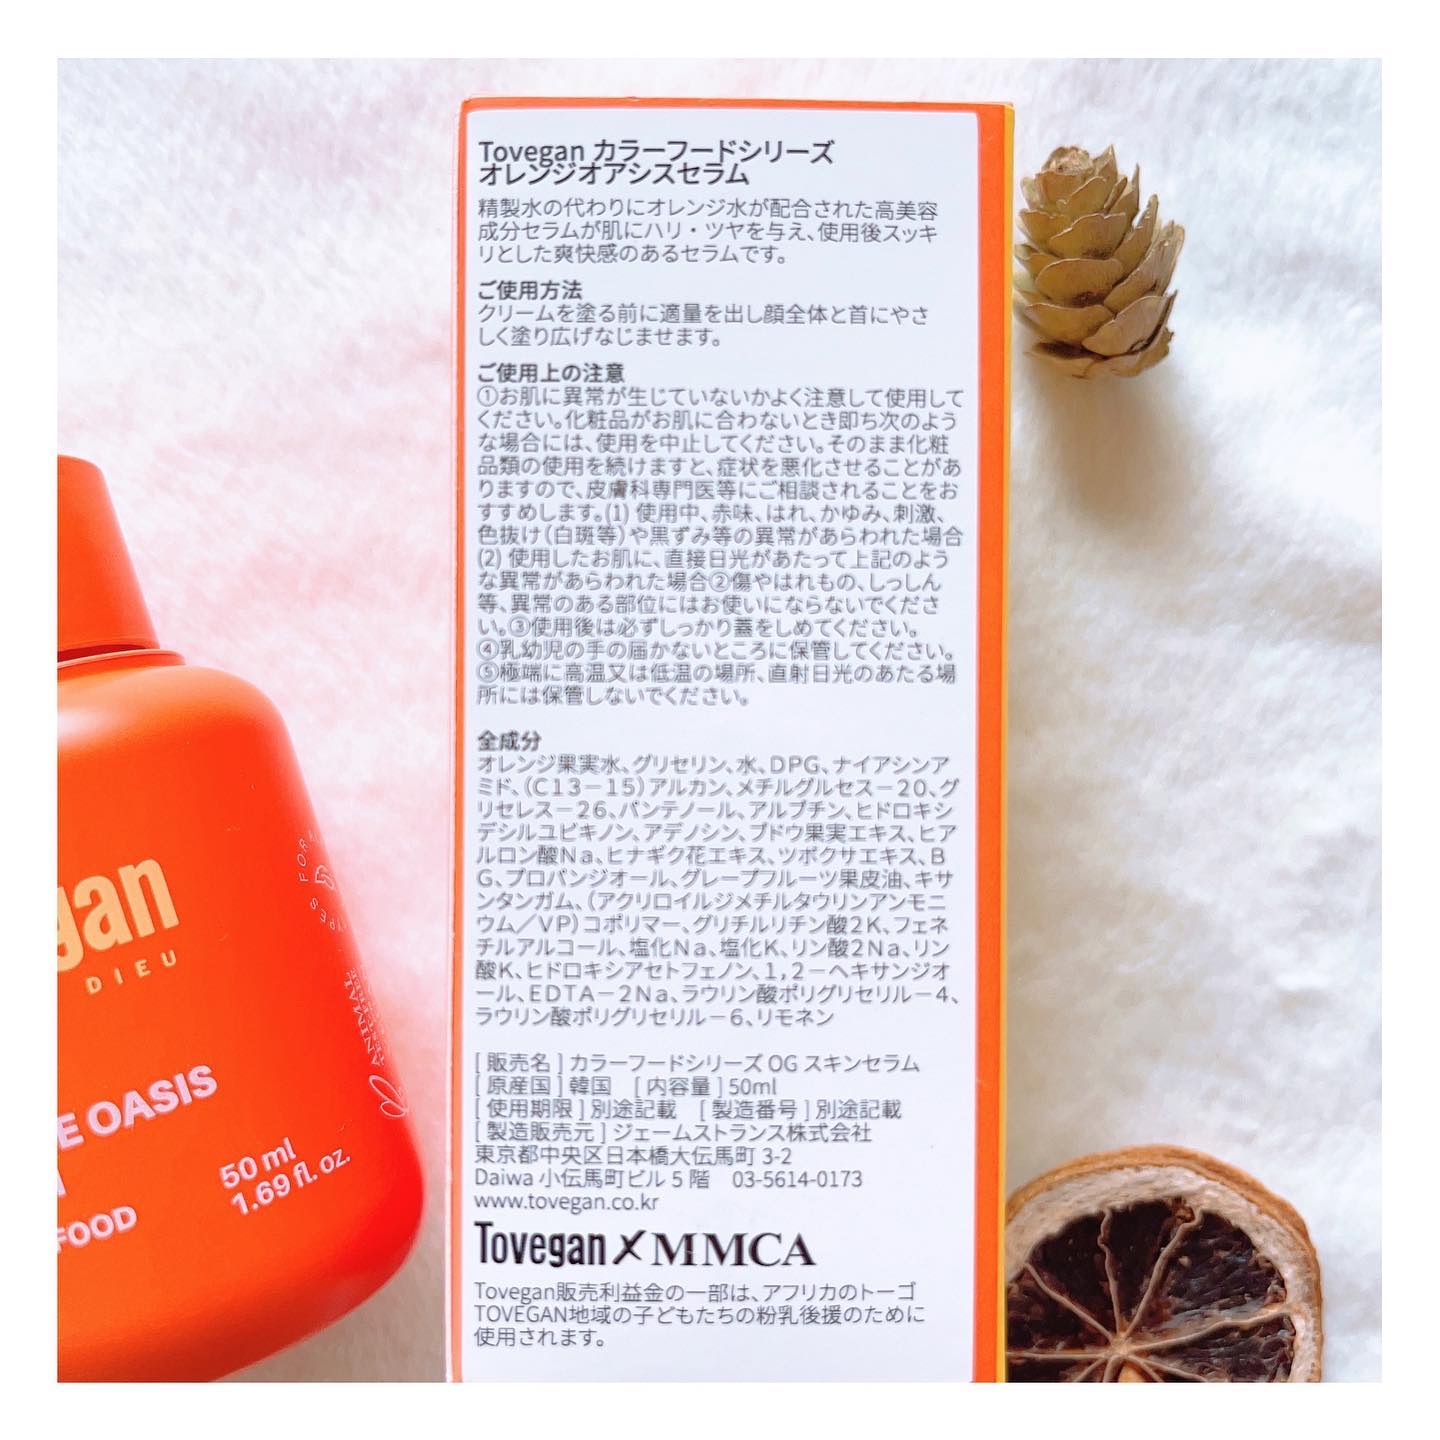 Tovegan カラーフードシリーズ
オレンジオアシスセラム
精製水の代わりにオレンジ水が配合された高美容
成分セラムが肌にハリ・ツヤを与え、使用後スッキ
リとした爽快感のあるセラムです。
ご使用方法
クリームを塗る前に適量を出し顔全体と首にやさ
しく塗り広げなじませます。
ご使用上の注意
①お肌に異常が生じていないかよく注意して使用して
ください。化粧品がお肌に合わないとき即ち次のよう
な場合には、使用を中止してください。そのまま化粧
品類の使用を続けますと、症状を悪化させることがあ
りますので、皮膚科専門医等にご相談されることをお
すすめします。(1) 使用中、赤味、はれ、かゆみ、刺激、
色抜け(白斑等)や黒ずみ等の異常があらわれた場合
(2) 使用したお肌に、直接日光があたって上記のよう
な異常があらわれた場合②傷やはれもの、しっしん
等、異常のある部位にはお使いにならないでくださ
い。③使用後は必ずしっかり蓋をしめてください。
④乳幼児の手の届かないところに保管してください。
⑤極端に高温又は低温の場所、直射日光のあたる場
所には保管しないでください。
全成分
オレンジ果実水、グリセリン、水、DPG、ナイアシンア
ミド、(C13－15)アルカン、メチルグルセス－20、グ
リセレス－26、パンテノール、アルブチン、ヒドロキシ
デシルユビキノン、アデノシン、ブドウ果実エキス、ヒア
ルロン酸Na、ヒナギク花エキス、ツボクサエキス、B
G、プロパンジオール、グレープフルーツ果皮油、キサ
ンタンガム、(アクリロイルジメチルタウリンアンモニ
ウム／VP)コポリマー、グリチルリチン酸2K、フェネ
チルアルコール、塩化Na、塩化K、リン酸2Na、リン
酸K、ヒドロキシアセトフェノン、1,2－ヘキサンジオ
ール、EDTA－2Na、ラウリン酸ポリグリセリル－4、
ラウリン酸ポリグリセリル－6、リモネン
[ 販売名 ] カラーフードシリーズ OG スキンセラム
[ 原産国 ] 韓国 [ 内容量 ] 50ml
[ 使用期限 ] 別途記載 [ 製造番号 ] 別途記載
[ 製造販売元 ] ジェームストランス株式会社
東京都中央区日本橋大伝馬町 3-2
Daiwa 小伝馬町ビル 5 階 03-5614-0173
www.tovegan.co.kr
Tovegan X MMCA
Tovegan販売利益金の一部は、アフリカのトーゴ
TOVEGAN地域の子どもたちの粉乳後援のために
使用されます。
gan
DIEU
E OASIS
FOOD
50 ml
1.69 fl. oz.
ANIMAL